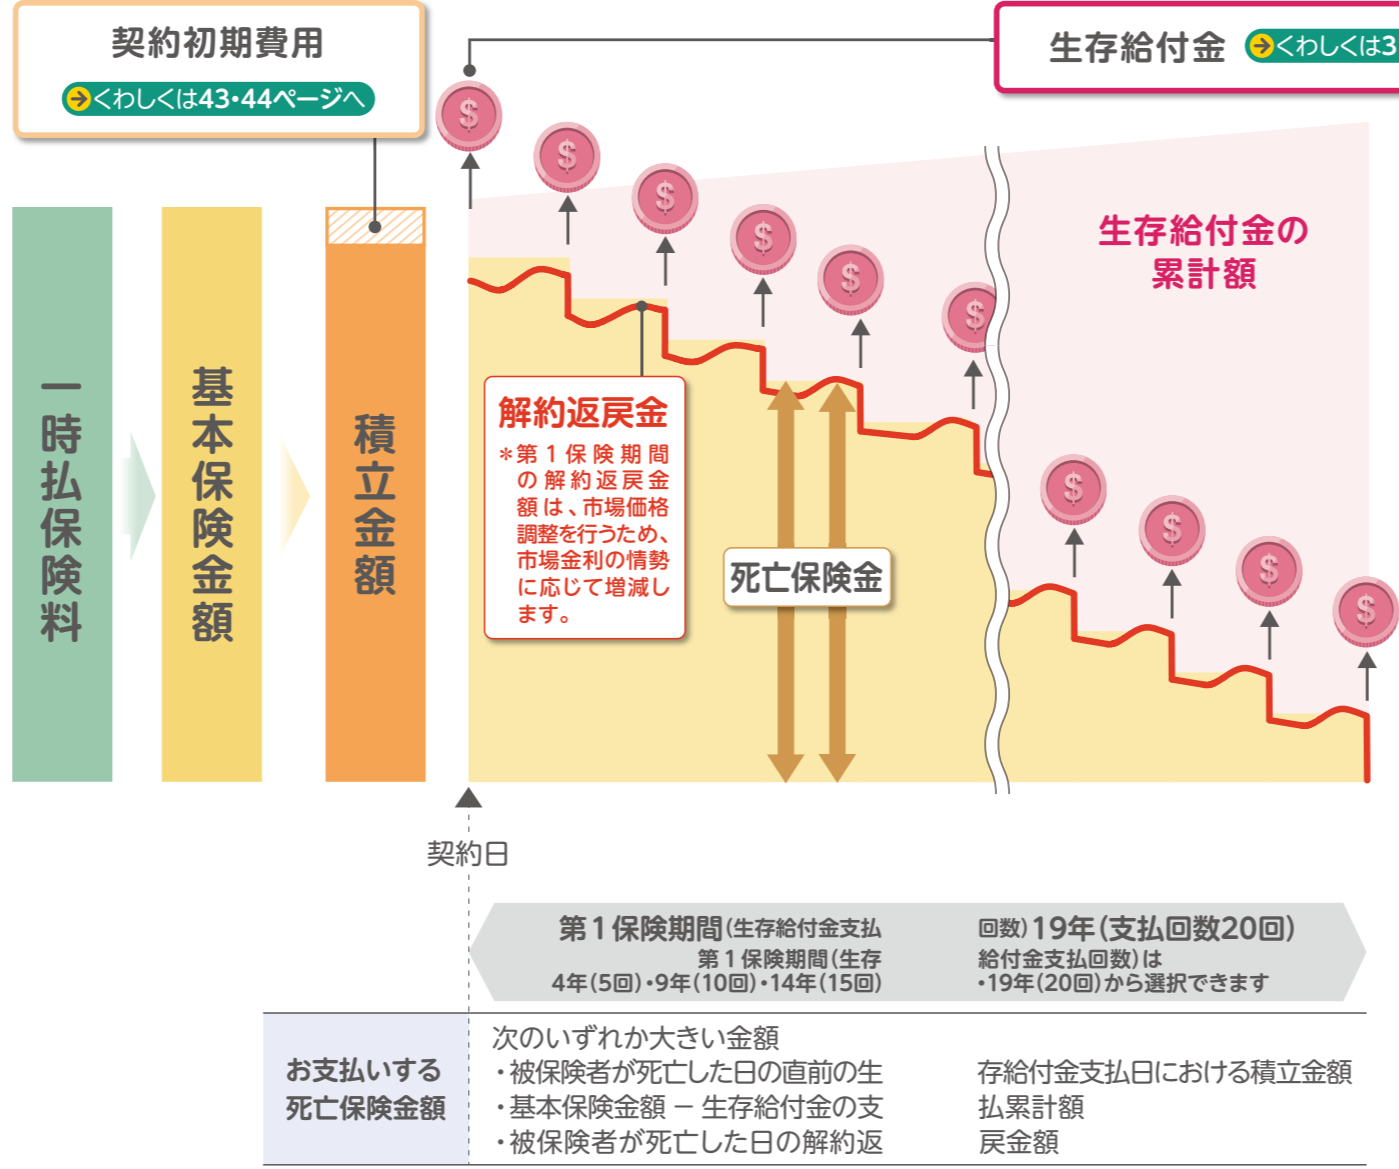 契約初期費用
くわしくは43・44ページへ
生存給付金
くわしくは3
$
$
$
$
$
$
生存給付金の
累計額
一時払保険料
基本保険金額
積立金額
解約返戻金
*第1保険期間
の解約返戻金
額は、市場価格
調整を行うため、
市場金利の情勢
に応じて増減し
ます。
死亡保険金
$
$
$
$
契約日
第1保険期間(生存給付金支払回数)19年(支払回数20回)
第1保険期間(生存給付金支払回数)は
4年(5回)・9年(10回)・14年(15回)・19年(20回)から選択できます
お支払いする
死亡保険金額
次のいずれか大きい金額
・被保険者が死亡した日の直前の生存給付金支払日における積立金額
・基本保険金額 − 生存給付金の支払累計額
・被保険者が死亡した日の解約返戻金額